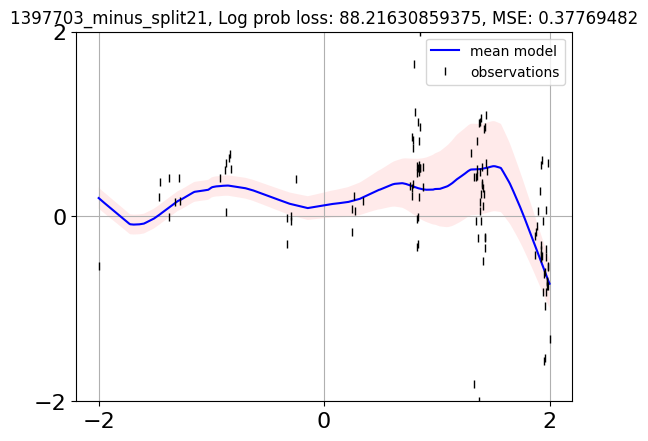 1397703_minus_split21, Log prob loss: 88.21630859375, MSE: 0.37769482
2
mean model
observations
0
−2
−2
0
2